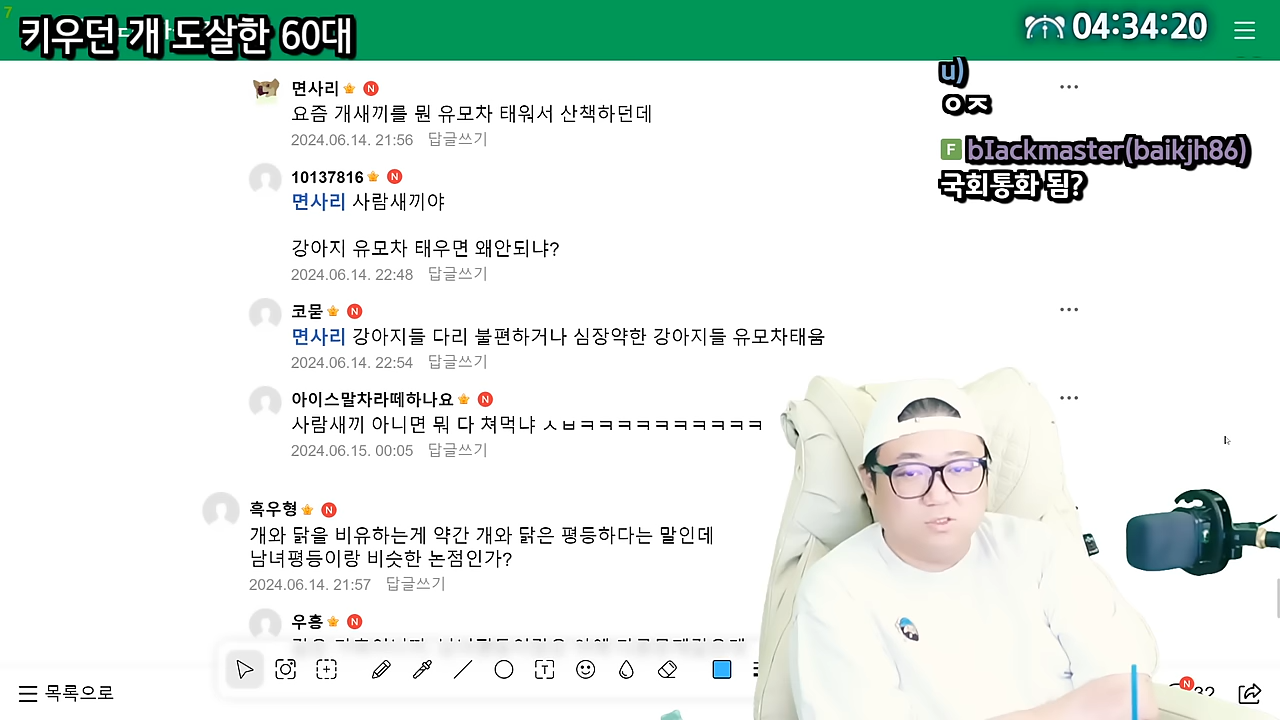 7
키우던 개 도살한 60대
04:34:20
u)
ㅇㅈ
F bIackmaster(baikjh86)
국회통화 됨?
면사리 N
요즘 개새끼를 뭔 유모차 태워서 산책하던데
2024.06.14. 21:56 답글쓰기
10137816 N
면사리 사람새끼야
강아지 유모차 태우면 왜안되냐?
2024.06.14. 22:48 답글쓰기
코묻 N
면사리 강아지들 다리 불편하거나 심장약한 강아지들 유모차태움
2024.06.14. 22:54 답글쓰기
아이스말차라떼하나요 N
사람새끼 아니면 뭐 다 쳐먹냐 ㅅㅂㅋㅋㅋㅋㅋㅋㅋㅋㅋㅋ
2024.06.15. 00:05 답글쓰기
흑우형 N
개와 닭을 비유하는게 약간 개와 닭은 평등하다는 말인데
남녀평등이랑 비슷한 논점인가?
2024.06.14. 21:57 답글쓰기
우흥 N
T
목록으로
N
32